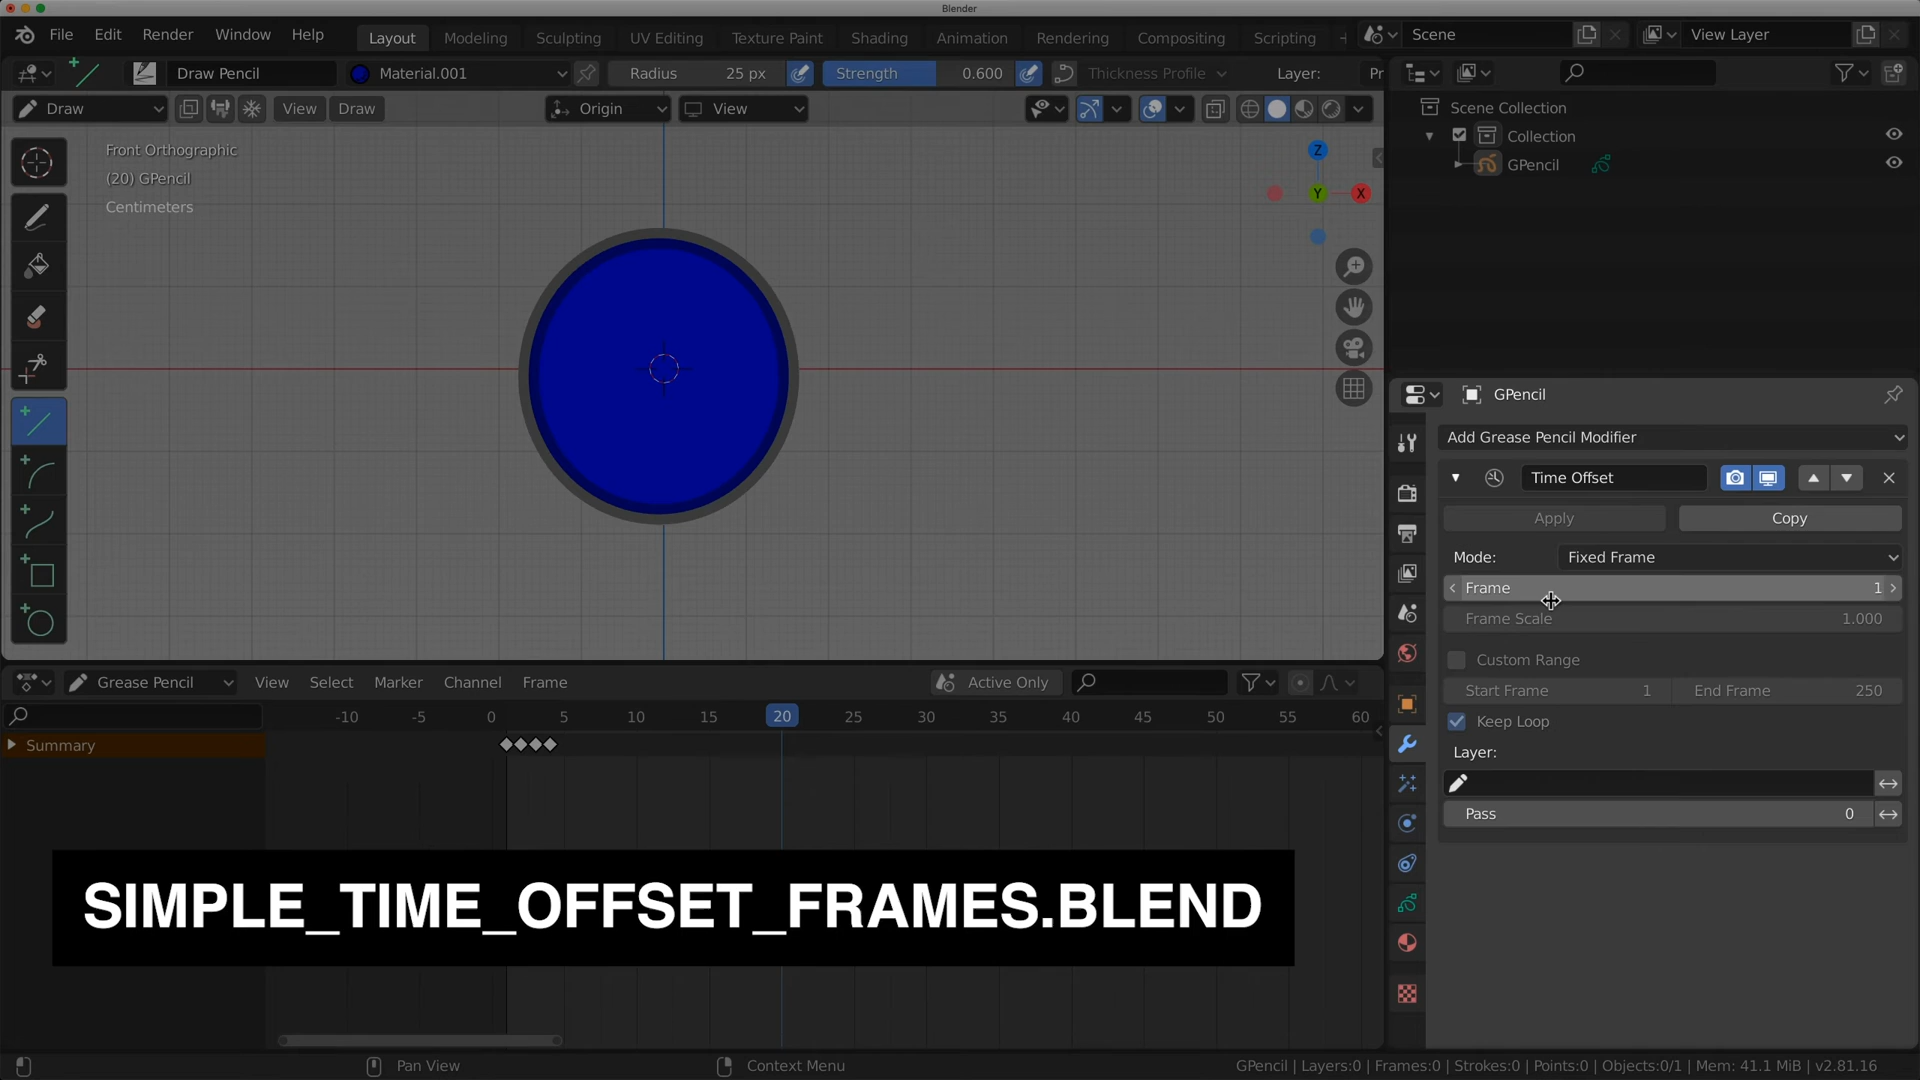 Blender
File Edit Render Window Help Layout Modeling Sculpting UV Editing Texture Paint Shading Animation Rendering Compositing Scripting + Scene View Layer
Draw Pencil Material.001 Radius 25 px Strength 0.600 Thickness Profile Layer: Pr
Draw View Draw Origin View
Front Orthographic
(20) GPencil
Centimeters
Z
Y
X
Scene Collection
Collection
GPencil
GPencil
Add Grease Pencil Modifier
Time Offset
Apply Copy
Mode: Fixed Frame
Frame 1
Frame Scale 1.000
Custom Range
Start Frame 1 End Frame 250
Keep Loop
Layer:
Pass 0
Grease Pencil View Select Marker Channel Frame Active Only
-10 -5 0 5 10 15 20 25 30 35 40 45 50 55 60
Summary
SIMPLE_TIME_OFFSET_FRAMES.BLEND
Pan View Context Menu GPencil | Layers:0 | Frames:0 | Strokes:0 | Points:0 | Objects:0/1 | Mem: 41.1 MiB | v2.81.16